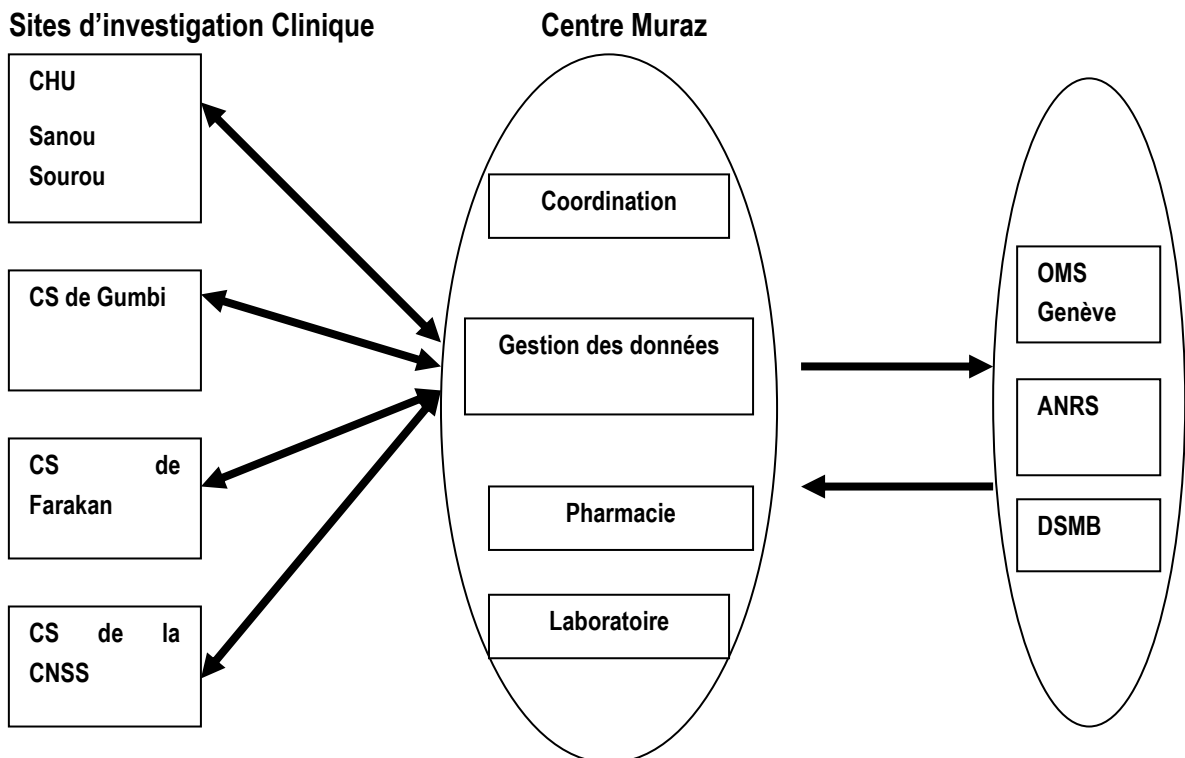 Sites d’investigation Clinique
Centre Muraz
CHU
Sanou
Sourou
CS de Gumbi
CS de
Farakan
CS de la
CNSS
Coordination
Gestion des données
Pharmacie
Laboratoire
OMS
Genève
ANRS
DSMB